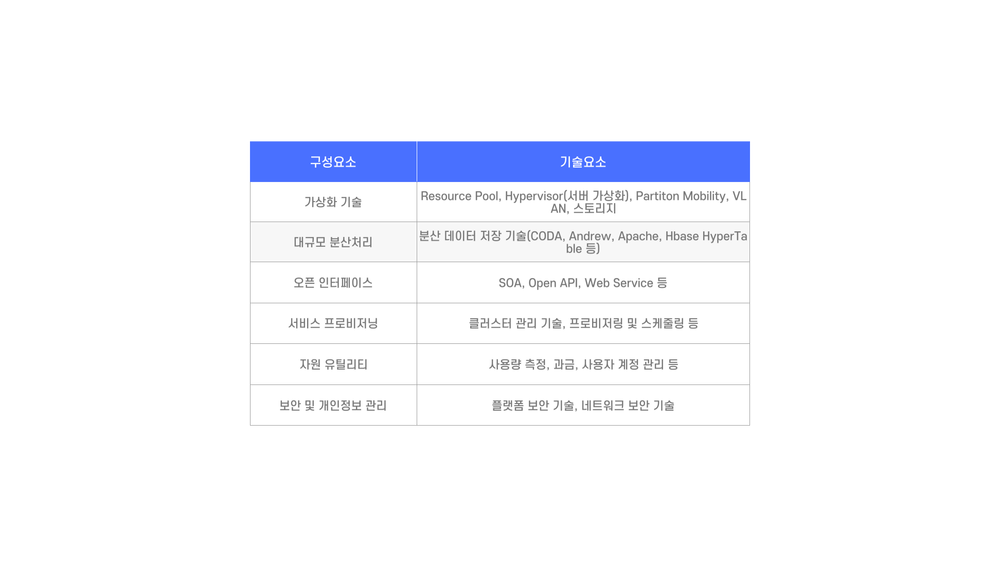 구성요소 기술요소
가상화 기술 Resource Pool, Hypervisor(서버 가상화), Partiton Mobility, VL
AN, 스토리지
대규모 분산처리 분산 데이터 저장 기술(CODA, Andrew, Apache, Hbase HyperTa
ble 등)
오픈 인터페이스 SOA, Open API, Web Service 등
서비스 프로비저닝 클러스터 관리 기술, 프로비저링 및 스케줄링 등
자원 유틸리티 사용량 측정, 과금, 사용자 계정 관리 등
보안 및 개인정보 관리 플랫폼 보안 기술, 네트워크 보안 기술